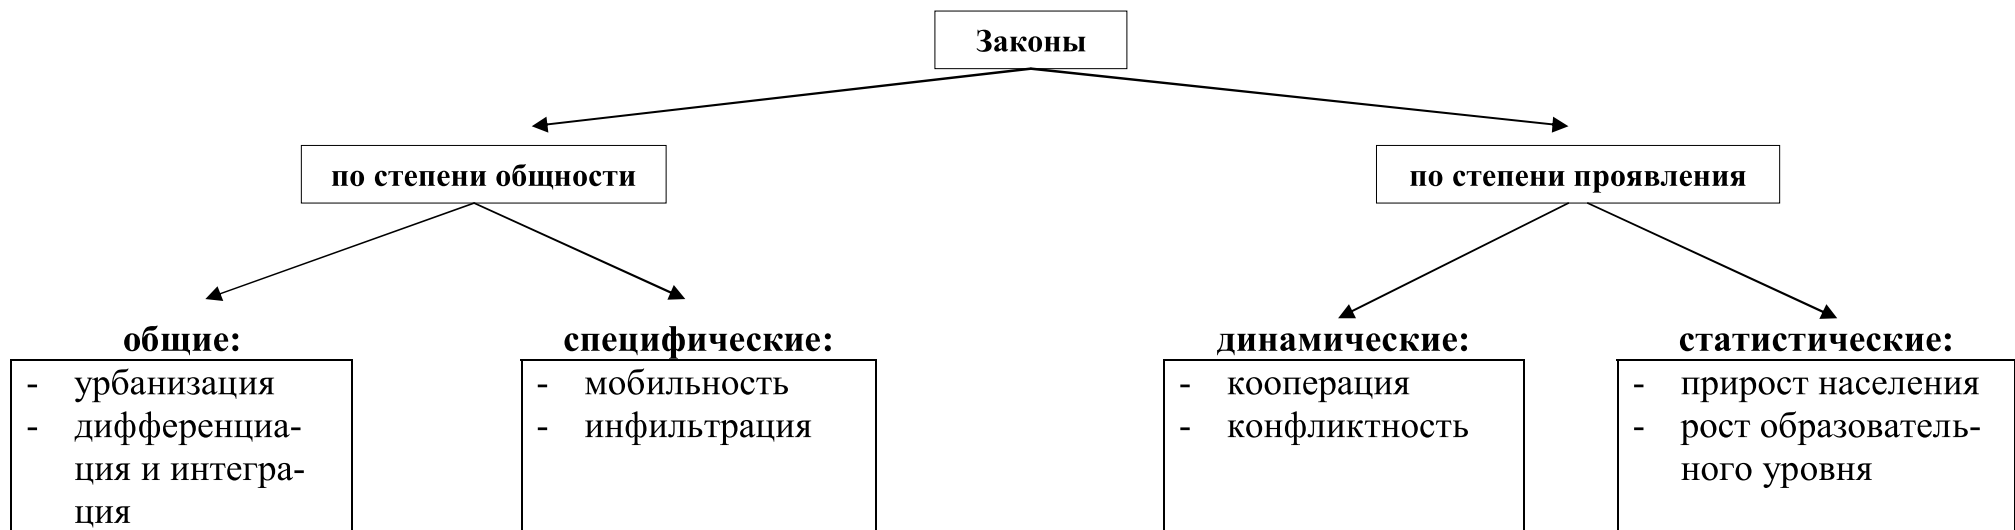 Законы
по степени общности
по степени проявления
общие:
- урбанизация
- дифференциа-
ция и интегра-
ция
специфические:
- мобильность
- инфильтрация
динамические:
- кооперация
- конфликтность
статистические:
- прирост населения
- рост образователь-
ного уровня